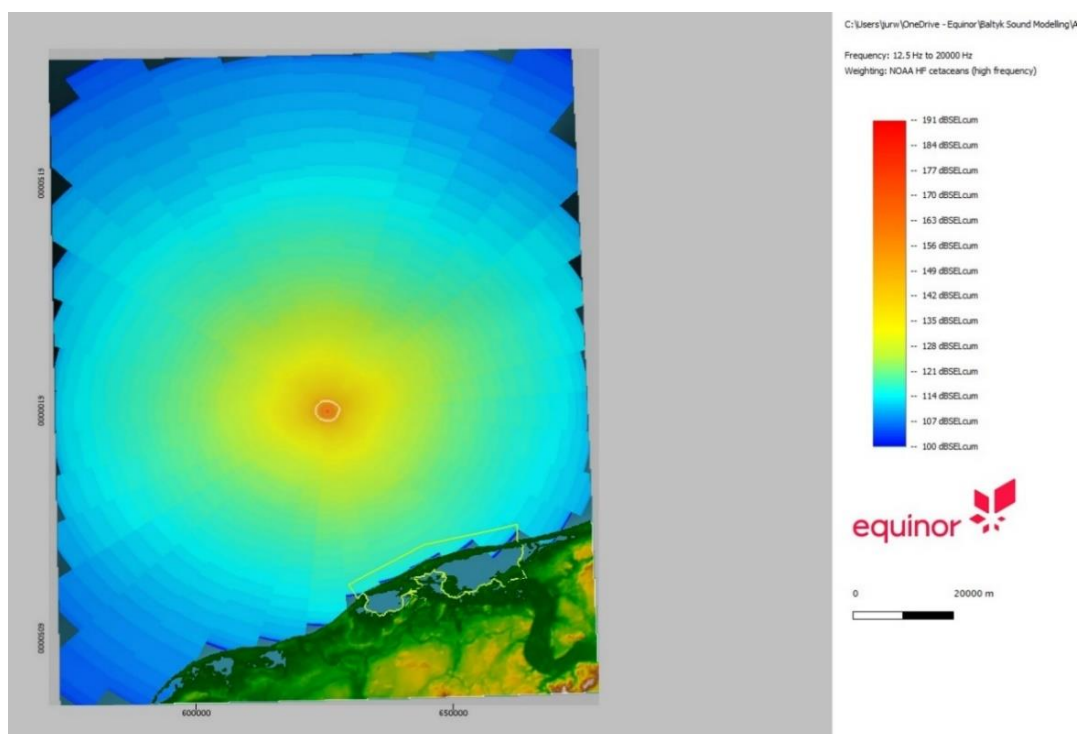 C:\Users\jurw\OneDrive - Equinor\Baltyk Sound Modelling\A
Frequency: 12.5 Hz to 20000 Hz
Weighting: NOAA HF cetaceans (high frequency)
-- 191 dBSELcum
-- 184 dBSELcum
-- 177 dBSELcum
-- 170 dBSELcum
-- 163 dBSELcum
-- 156 dBSELcum
-- 149 dBSELcum
-- 142 dBSELcum
-- 135 dBSELcum
-- 128 dBSELcum
-- 121 dBSELcum
-- 114 dBSELcum
-- 107 dBSELcum
-- 100 dBSELcum
equinor
0 20000 m
6150000
6100000
6050000
600000 650000